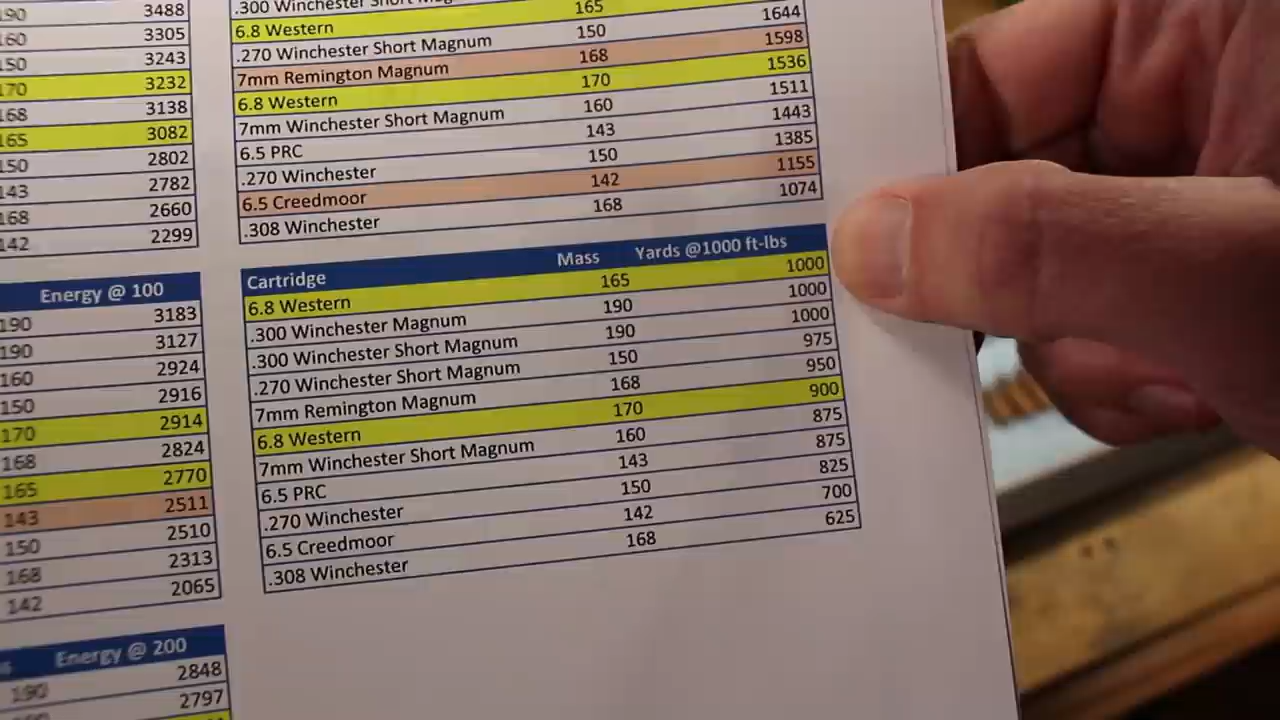 190 3488
160 3305
150 3243
170 3232
168 3138
165 3082
150 2802
143 2782
168 2660
142 2299
Energy @ 100
190 3183
190 3127
160 2924
150 2916
170 2914
168 2824
165 2770
143 2511
150 2510
168 2313
142 2065
Energy @ 200
190 2848
2797
.300 Winchester Short
6.8 Western 165
.270 Winchester Short Magnum 150 1644
7mm Remington Magnum 168 1598
6.8 Western 170 1536
7mm Winchester Short Magnum 160 1511
6.5 PRC 143 1443
.270 Winchester 150 1385
6.5 Creedmoor 142 1155
.308 Winchester 168 1074
Cartridge Mass Yards @1000 ft-lbs
6.8 Western 165 1000
.300 Winchester Magnum 190 1000
.300 Winchester Short Magnum 190 1000
.270 Winchester Short Magnum 150 975
7mm Remington Magnum 168 950
6.8 Western 170 900
7mm Winchester Short Magnum 160 875
6.5 PRC 143 875
.270 Winchester 150 825
6.5 Creedmoor 142 700
.308 Winchester 168 625